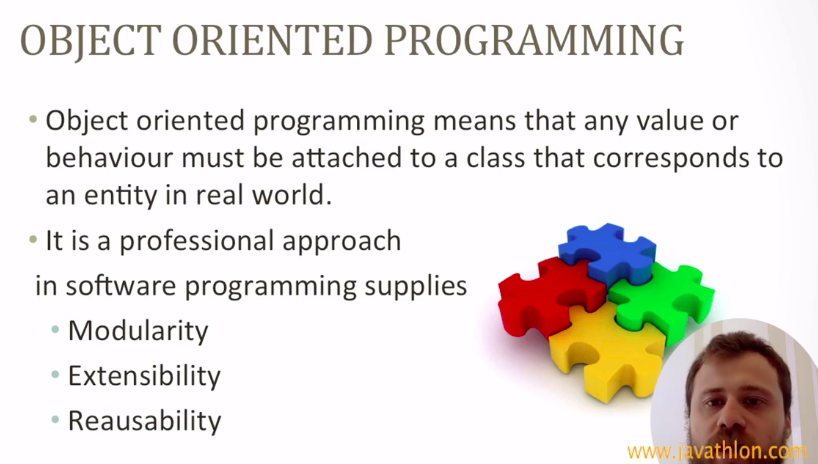 OBJECT ORIENTED PROGRAMMING
• Object oriented programming means that any value or
behaviour must be attached to a class that corresponds to
an entity in real world.
• It is a professional approach
in software programming supplies
• Modularity
• Extensibility
• Reausability
www.javathlon.com